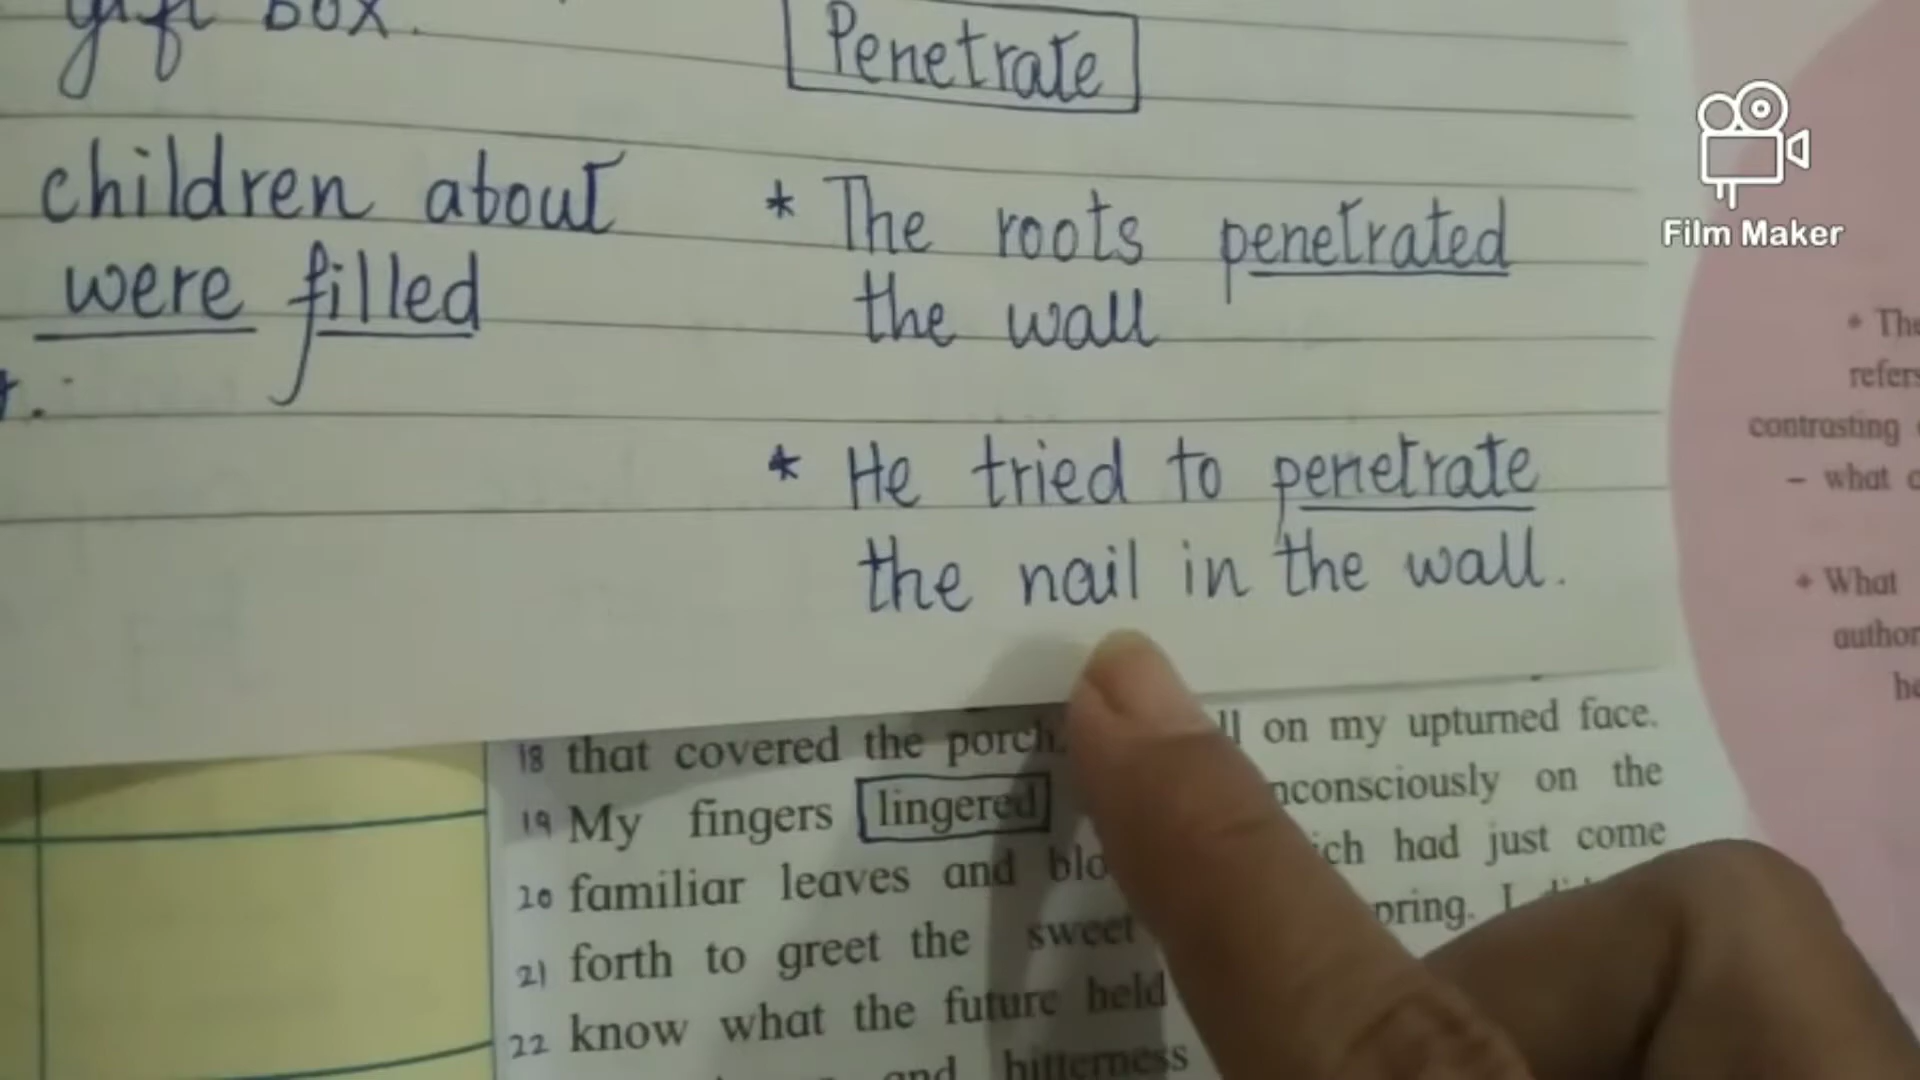 gift box.
children about
were filled
Penetrate
* The roots penetrated
the wall
* He tried to penetrate
the nail in the wall.
Film Maker
18 that covered the porch. on my upturned face.
19 My fingers lingered on the
20 familiar leaves and had just come
21 forth to greet the sweet
22 know what the future held
and bitterness
* The
refers
contrasting
- what
* What
author